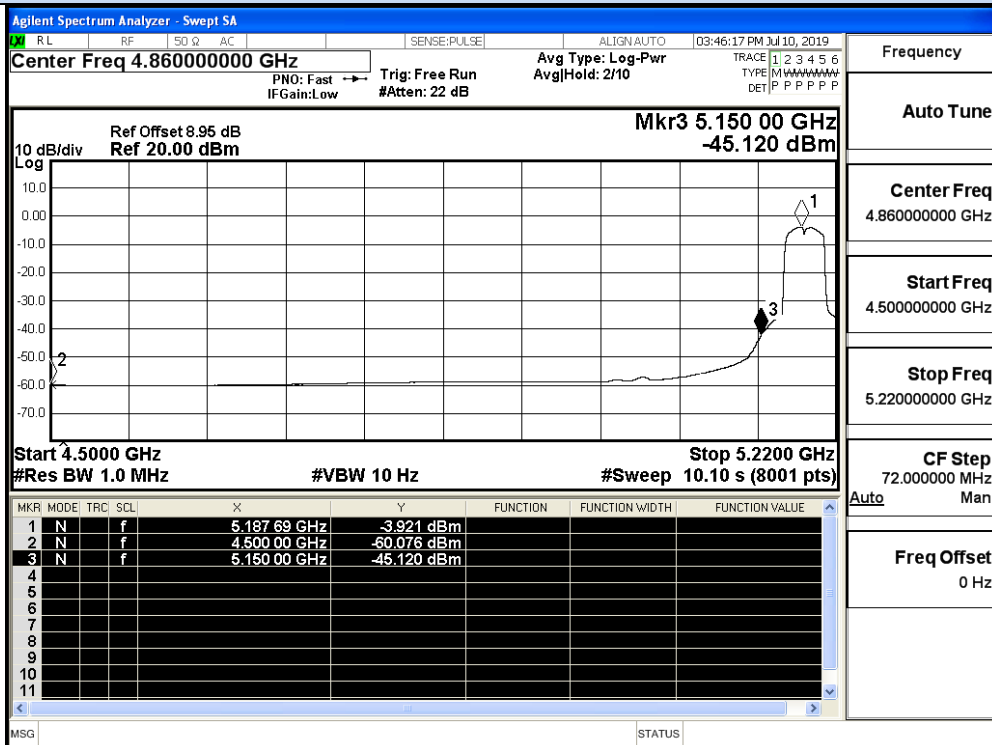 Agilent Spectrum Analyzer - Swept SA
LXI RL RF 50 Ω AC SENSE:PULSE ALIGN AUTO 03:46:17 PM Jul 10, 2019
Center Freq 4.860000000 GHz
PNO: Fast
IFGain:Low
Trig: Free Run
#Atten: 22 dB
Avg Type: Log-Pwr
Avg|Hold: 2/10
TRACE 1 2 3 4 5 6
TYPE M WWWWW
DET P P P P P P
Mkr3 5.150 00 GHz
-45.120 dBm
Ref Offset 8.95 dB
10 dB/div Ref 20.00 dBm
Log
10.0
0.00
-10.0
-20.0
-30.0
-40.0
-50.0
-60.0
-70.0
1
2
3
Start 4.5000 GHz Stop 5.2200 GHz
#Res BW 1.0 MHz #VBW 10 Hz #Sweep 10.10 s (8001 pts)
MKR MODE TRC SCL X Y FUNCTION FUNCTION WIDTH FUNCTION VALUE
1 N f 5.187 69 GHz -3.921 dBm
2 N f 4.500 00 GHz -60.076 dBm
3 N f 5.150 00 GHz -45.120 dBm
4
5
6
7
8
9
10
11
MSG STATUS
Frequency
Auto Tune
Center Freq
4.860000000 GHz
Start Freq
4.500000000 GHz
Stop Freq
5.220000000 GHz
CF Step
72.000000 MHz
Auto Man
Freq Offset
0 Hz